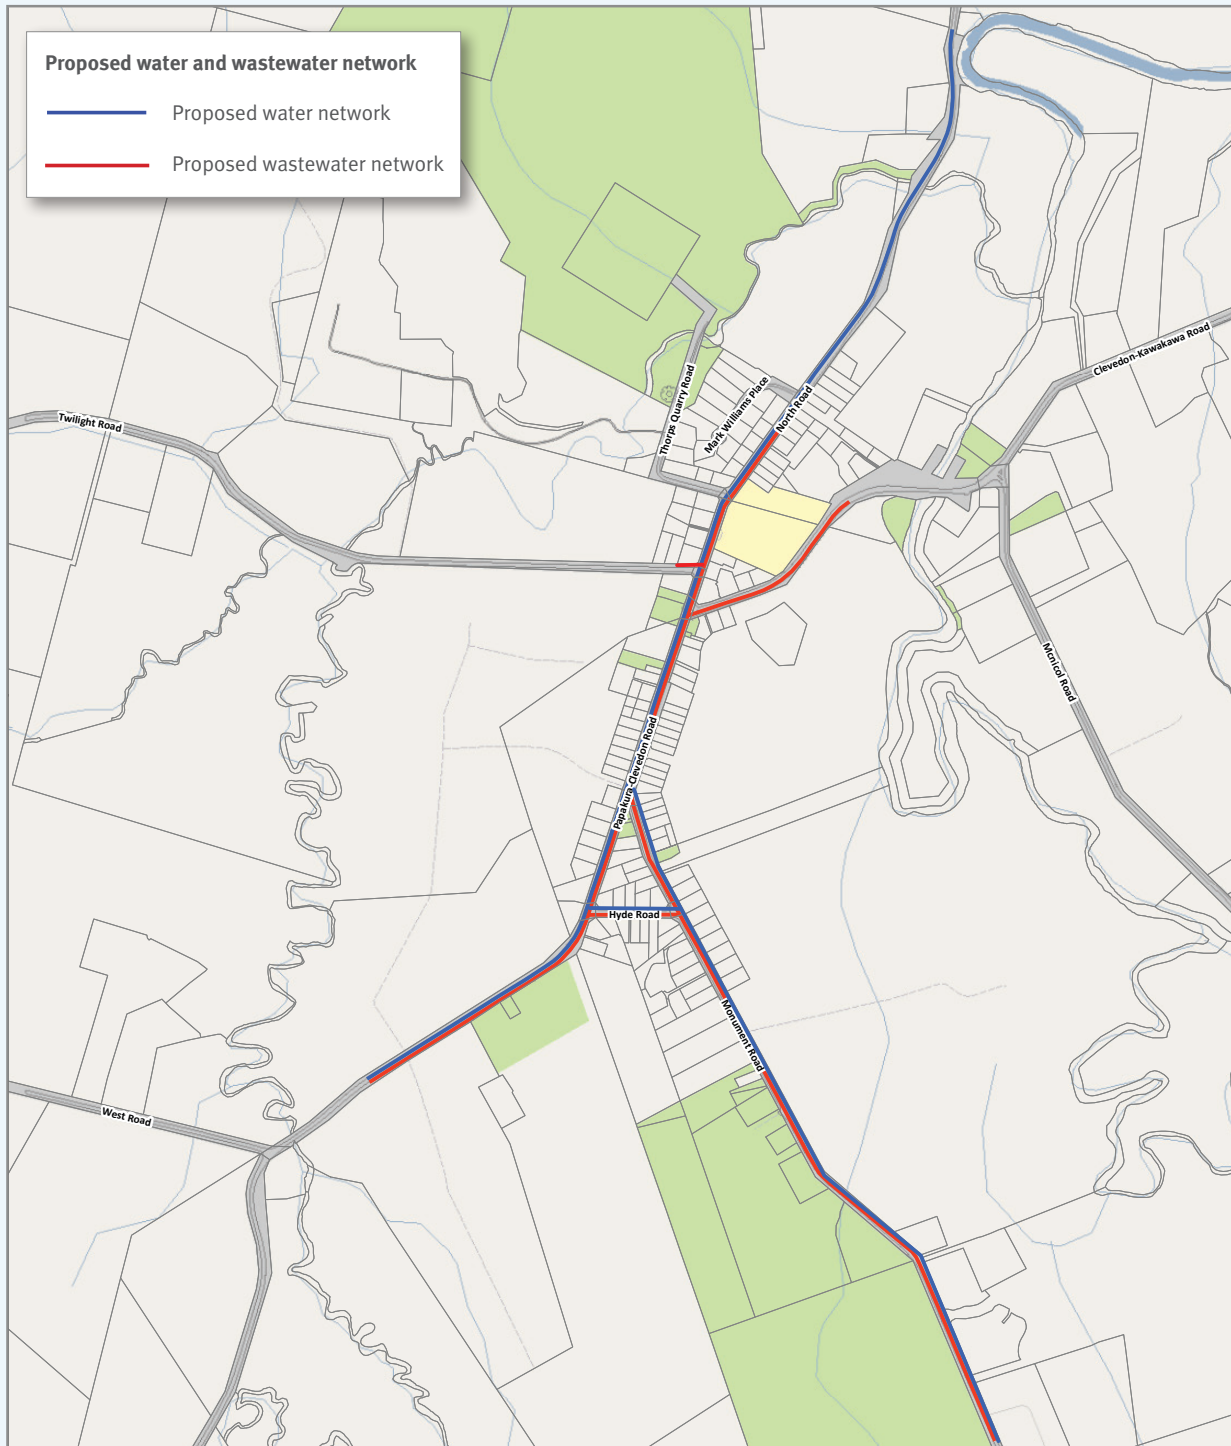 Proposed water and wastewater network
Proposed water network
Proposed wastewater network
Clevedon-Kawakawa Road
Thorps Quarry Road
Mark Williams Place
North Road
Twilight Road
Mcnicol Road
Papakura-Clevedon Road
Hyde Road
Monument Road
West Road